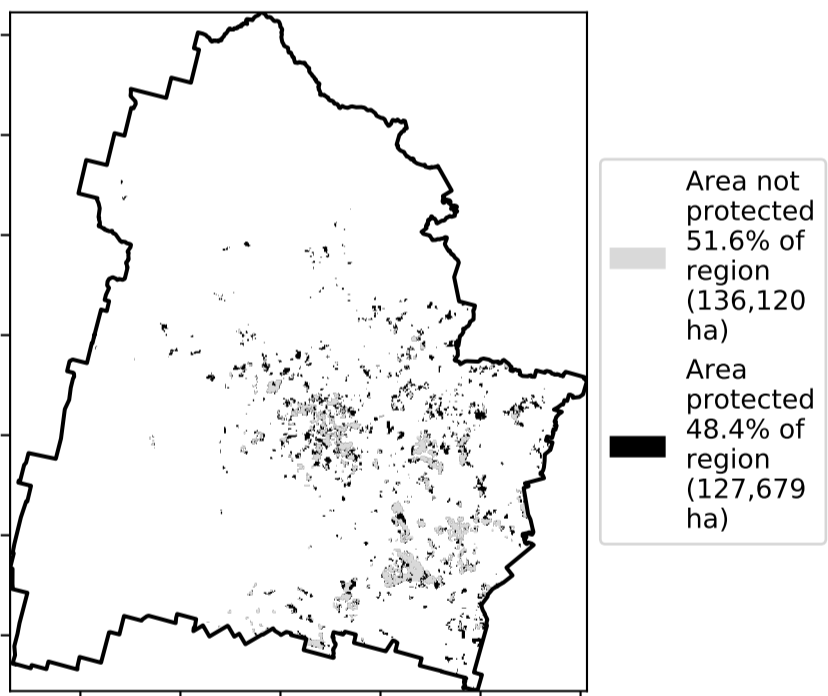 Area not
protected
51.6% of
region
(136,120
ha)
Area
protected
48.4% of
region
(127,679
ha)